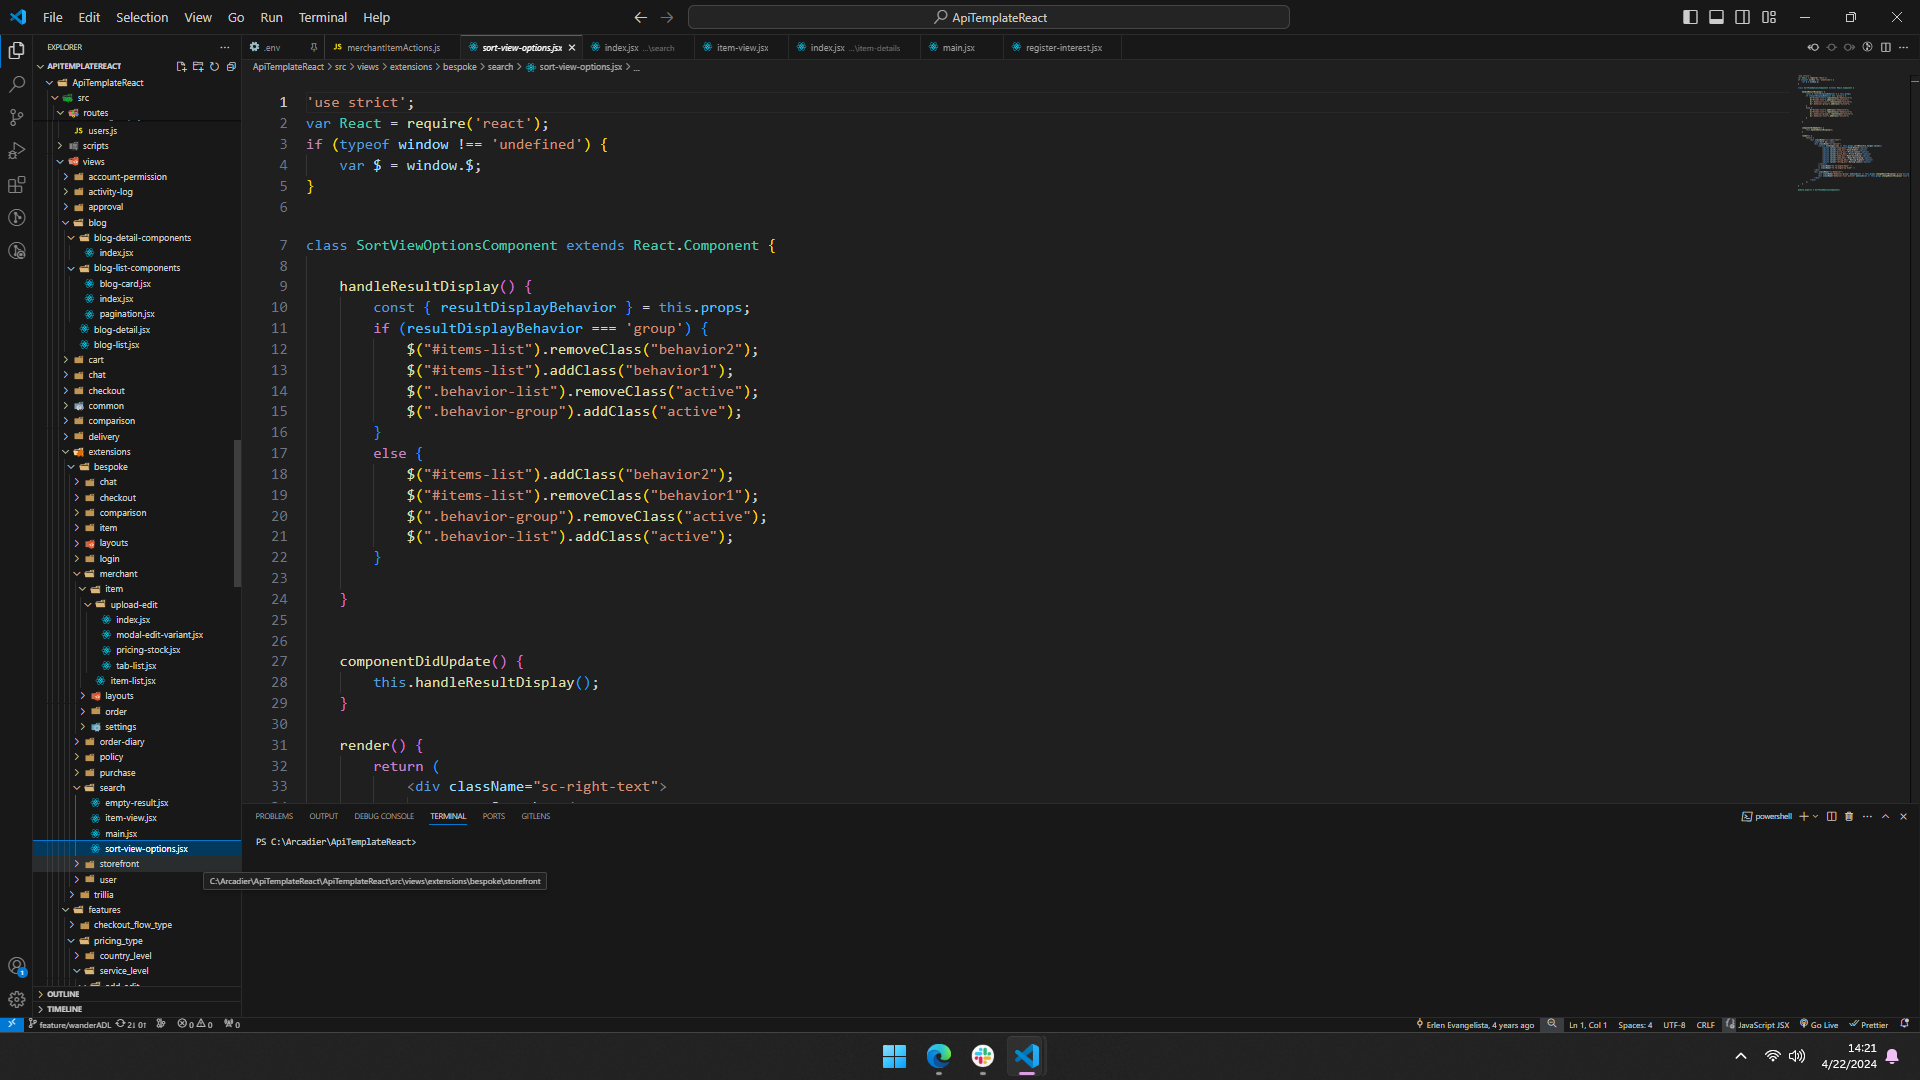 File Edit Selection View Go Run Terminal Help
ApiTemplateReact
EXPLORER
.env
JS merchantItemActions.js
sort-view-options.jsx
index.jsx ...\search
item-view.jsx
index.jsx ...\item-details
main.jsx
register-interest.jsx
APITEMPLATEREACT
ApiTemplateReact > src > views > extensions > bespoke > search > sort-view-options.jsx > ...
ApiTemplateReact
src
routes
JS users.js
scripts
views
account-permission
activity-log
approval
blog
blog-detail-components
index.jsx
blog-list-components
blog-card.jsx
index.jsx
pagination.jsx
blog-detail.jsx
blog-list.jsx
cart
chat
checkout
common
comparison
delivery
extensions
bespoke
chat
checkout
comparison
item
layouts
login
merchant
item
upload-edit
index.jsx
modal-edit-variant.jsx
pricing-stock.jsx
tab-list.jsx
item-list.jsx
layouts
order
settings
order-diary
policy
purchase
search
empty-result.jsx
item-view.jsx
main.jsx
sort-view-options.jsx
storefront
user
trillia
features
checkout_flow_type
pricing_type
country_level
service_level
OUTLINE
TIMELINE
1 'use strict';
2 var React = require('react');
3 if (typeof window !== 'undefined') {
4 var $ = window.$;
5 }
6
7 class SortViewOptionsComponent extends React.Component {
8
9 handleResultDisplay() {
10 const { resultDisplayBehavior } = this.props;
11 if (resultDisplayBehavior === 'group') {
12 $("#items-list").removeClass("behavior2");
13 $("#items-list").addClass("behavior1");
14 $(".behavior-list").removeClass("active");
15 $(".behavior-group").addClass("active");
16 }
17 else {
18 $("#items-list").addClass("behavior2");
19 $("#items-list").removeClass("behavior1");
20 $(".behavior-group").removeClass("active");
21 $(".behavior-list").addClass("active");
22 }
23
24 }
25
26
27 componentDidUpdate() {
28 this.handleResultDisplay();
29 }
30
31 render() {
32 return (
33 <div className="sc-right-text">
PROBLEMS OUTPUT DEBUG CONSOLE TERMINAL PORTS GITLENS
powershell
PS C:\Arcadier\ApiTemplateReact>
C:\Arcadier\ApiTemplateReact\ApiTemplateReact\src\views\extensions\bespoke\storefront
1
feature/wanderADL 2↓ 0↑ 0 0 0
Erlen Evangelista, 4 years ago
Ln 1, Col 1 Spaces: 4 UTF-8 CRLF JavaScript JSX Go Live Prettier
14:21
4/22/2024